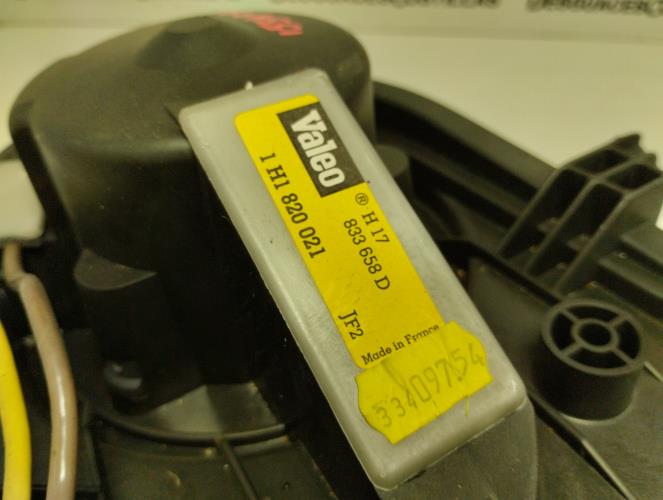 Valeo
® H 17
1 H1 820 021
833 658 D
JF2
Made in France
33409754